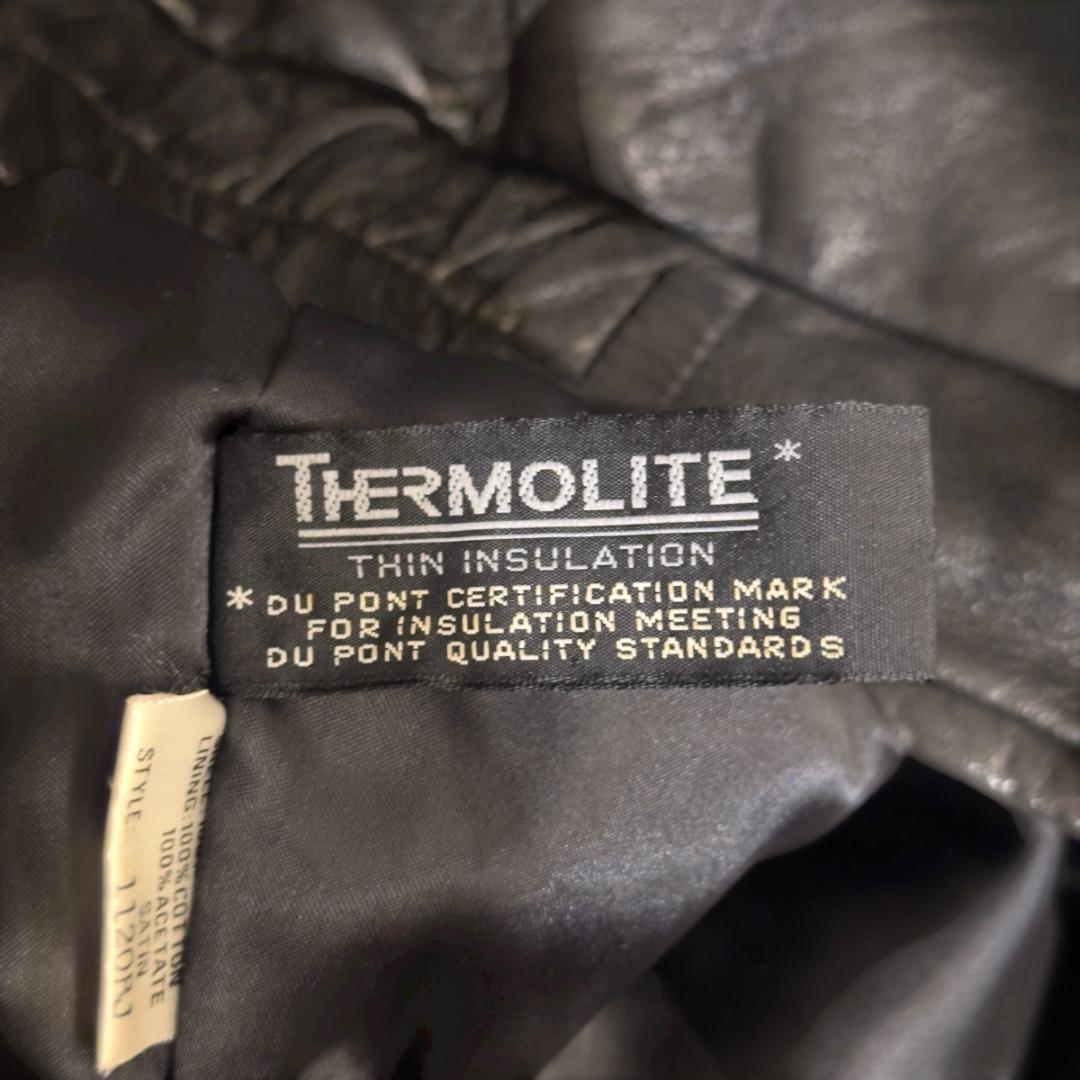 THERMOLITE*
THIN INSULATION
* DU PONT CERTIFICATION MARK
FOR INSULATION MEETING
DU PONT QUALITY STANDARDS
LINING: 100% COTTON
100% ACETATE
SATIN
STYLE: